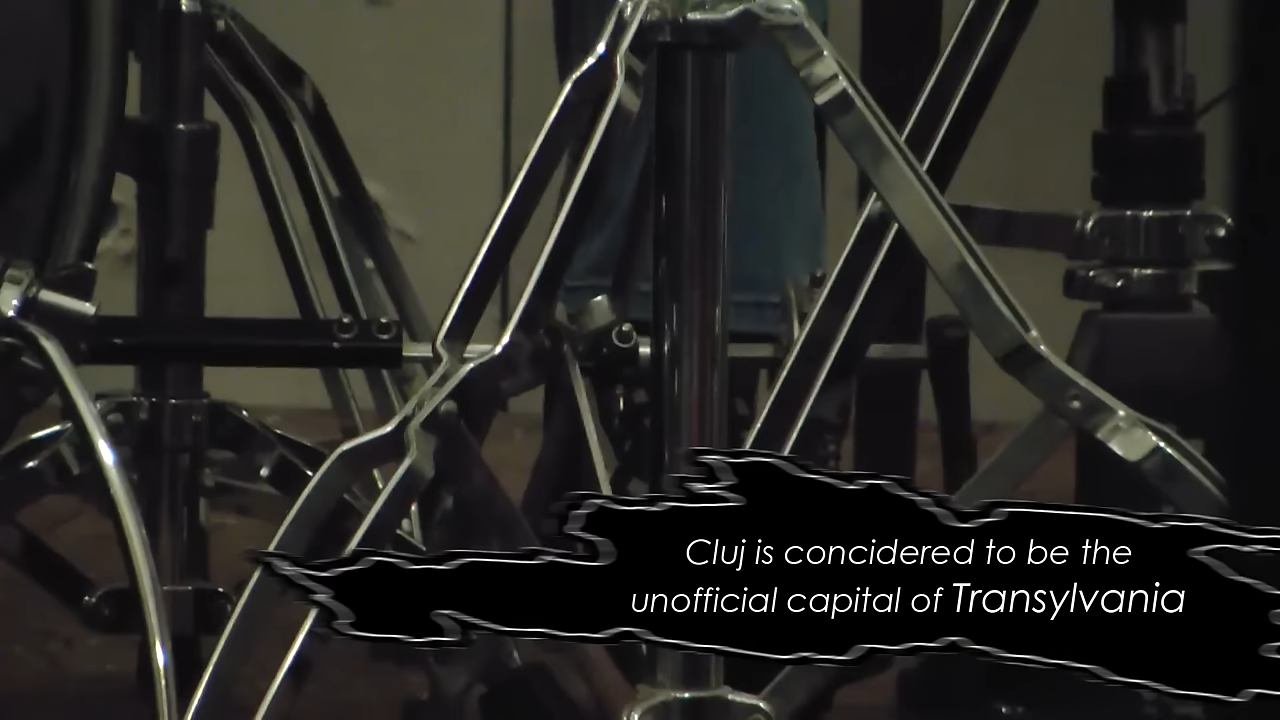 Cluj is concidered to be the
unofficial capital of Transylvania